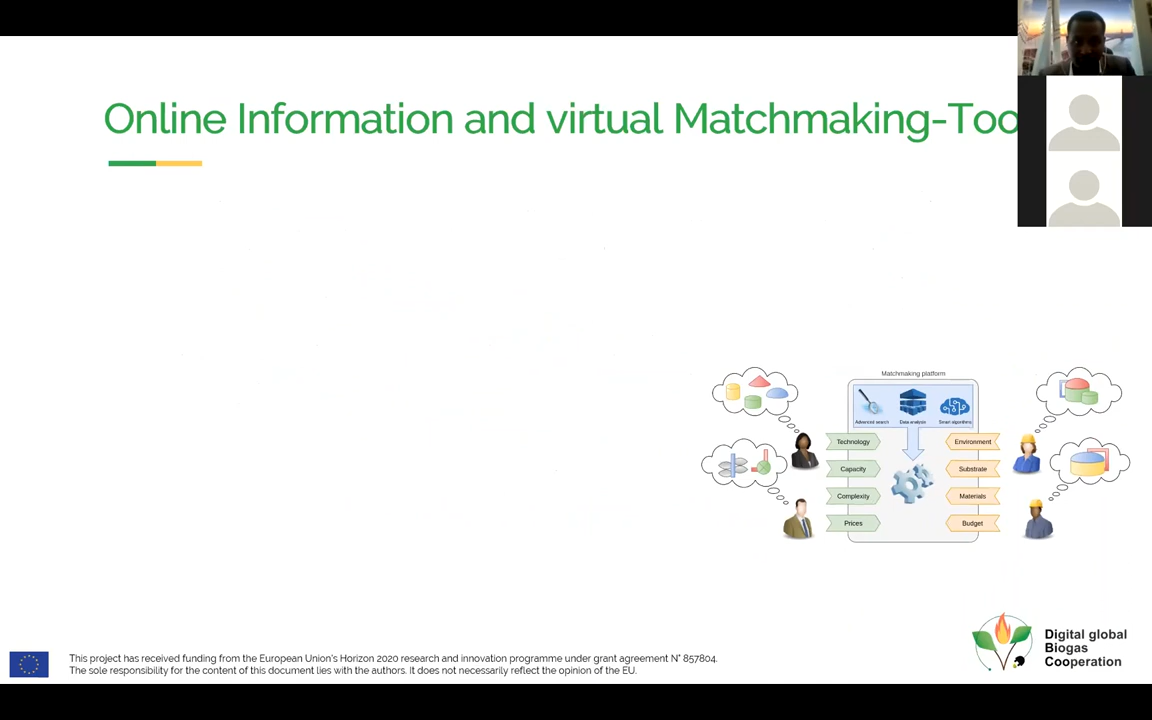 Online Information and virtual Matchmaking-Too
Matchmaking platform
Advanced search
Data analysis
Smart algorithms
Technology
Environment
Capacity
Substrate
Complexity
Materials
Prices
Budget
Digital global
Biogas
Cooperation
This project has received funding from the European Union's Horizon 2020 research and innovation programme under grant agreement N° 857804.
The sole responsibility for the content of this document lies with the authors. It does not necessarily reflect the opinion of the EU.